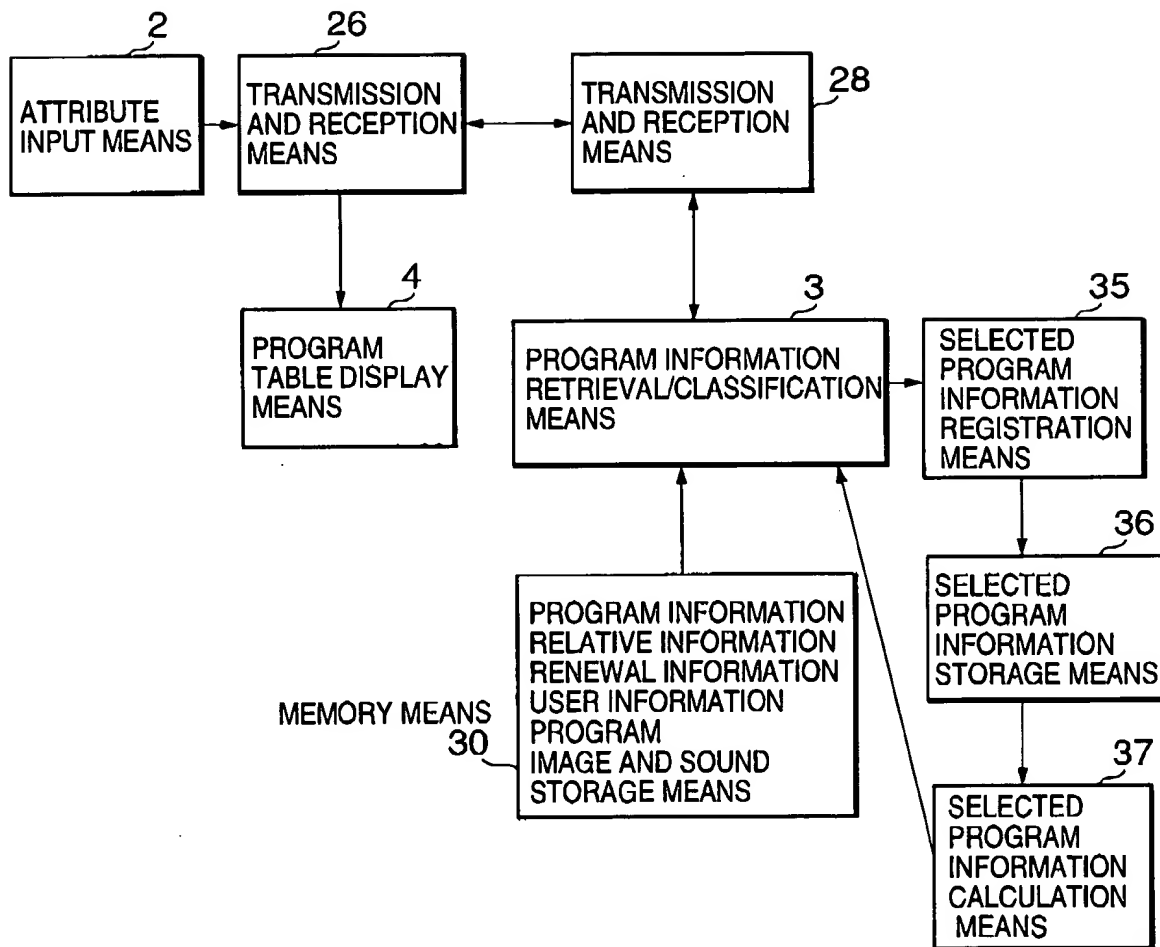 2
ATTRIBUTE
INPUT MEANS
26
TRANSMISSION
AND RECEPTION
MEANS
TRANSMISSION
AND RECEPTION
MEANS
28
4
PROGRAM
TABLE DISPLAY
MEANS
3
PROGRAM INFORMATION
RETRIEVAL/CLASSIFICATION
MEANS
35
SELECTED
PROGRAM
INFORMATION
REGISTRATION
MEANS
36
SELECTED
PROGRAM
INFORMATION
STORAGE MEANS
MEMORY MEANS
30
PROGRAM INFORMATION
RELATIVE INFORMATION
RENEWAL INFORMATION
USER INFORMATION
PROGRAM
IMAGE AND SOUND
STORAGE MEANS
37
SELECTED
PROGRAM
INFORMATION
CALCULATION
MEANS